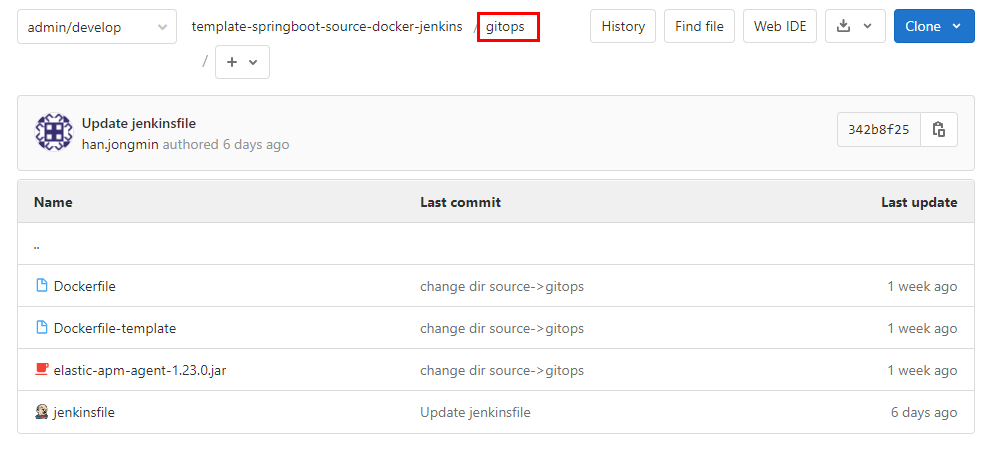 admin/develop template-springboot-source-docker-jenkins / gitops History Find file Web IDE Clone
/ +
Update jenkinsfile
han.jongmin authored 6 days ago
342b8f25
Name Last commit Last update
..
Dockerfile change dir source->gitops 1 week ago
Dockerfile-template change dir source->gitops 1 week ago
elastic-apm-agent-1.23.0.jar change dir source->gitops 1 week ago
jenkinsfile Update jenkinsfile 6 days ago